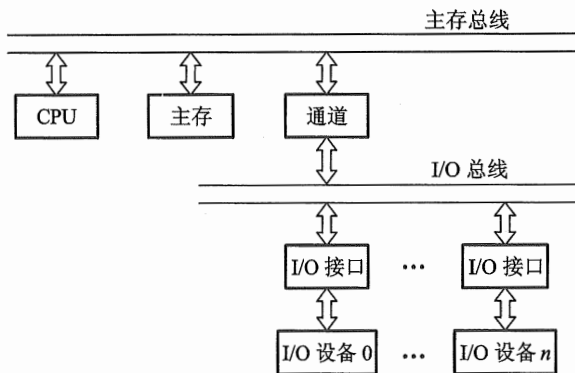 主存总线
CPU
主存
通道
I/O 总线
I/O 接口
…
I/O 接口
I/O 设备 0
…
I/O 设备 n